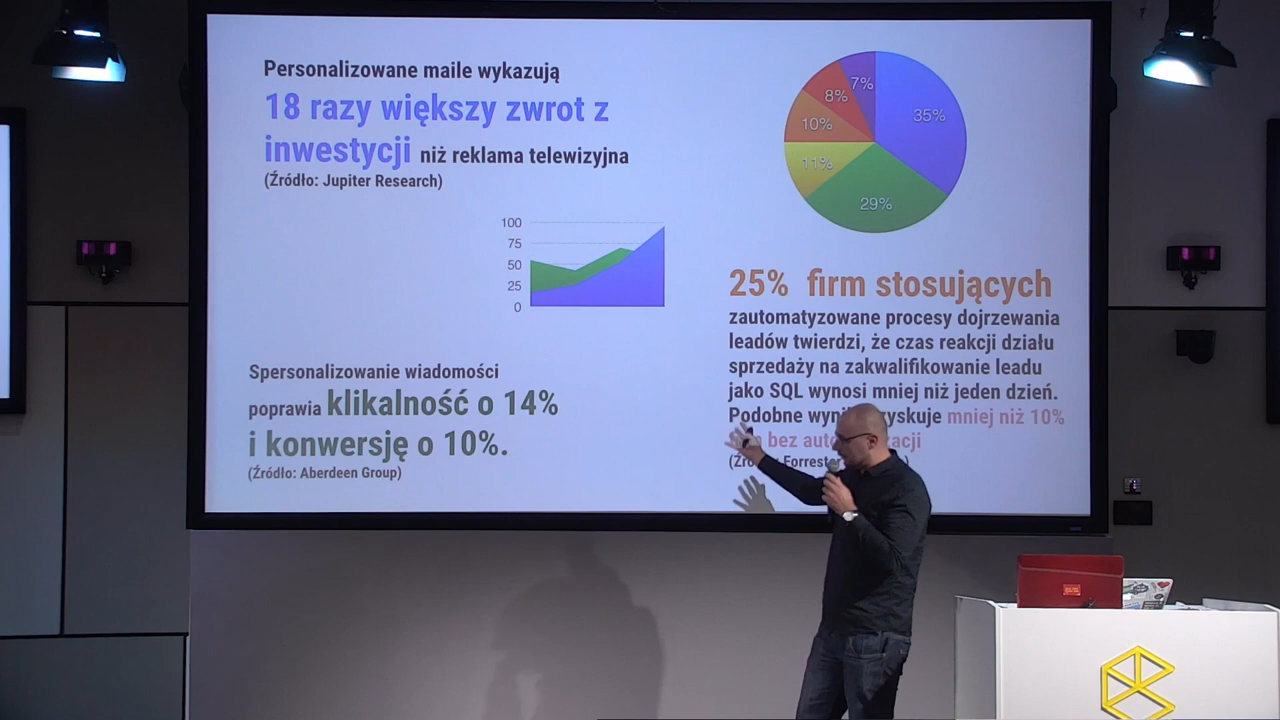 Personalizowane maile wykazują
18 razy większy zwrot z
inwestycji niż reklama telewizyjna
(Źródło: Jupiter Research)
100
75
50
25
0
Spersonalizowanie wiadomości
poprawia klikalność o 14%
i konwersję o 10%.
(Źródło: Aberdeen Group)
7%
8%
35%
10%
11%
29%
25% firm stosujących
zautomatyzowane procesy dojrzewania
leadów twierdzi, że czas reakcji działu
sprzedaży na zakwalifikowanie leadu
jako SQL wynosi mniej niż jeden dzień.
Podobne mniej niż 10%
bez